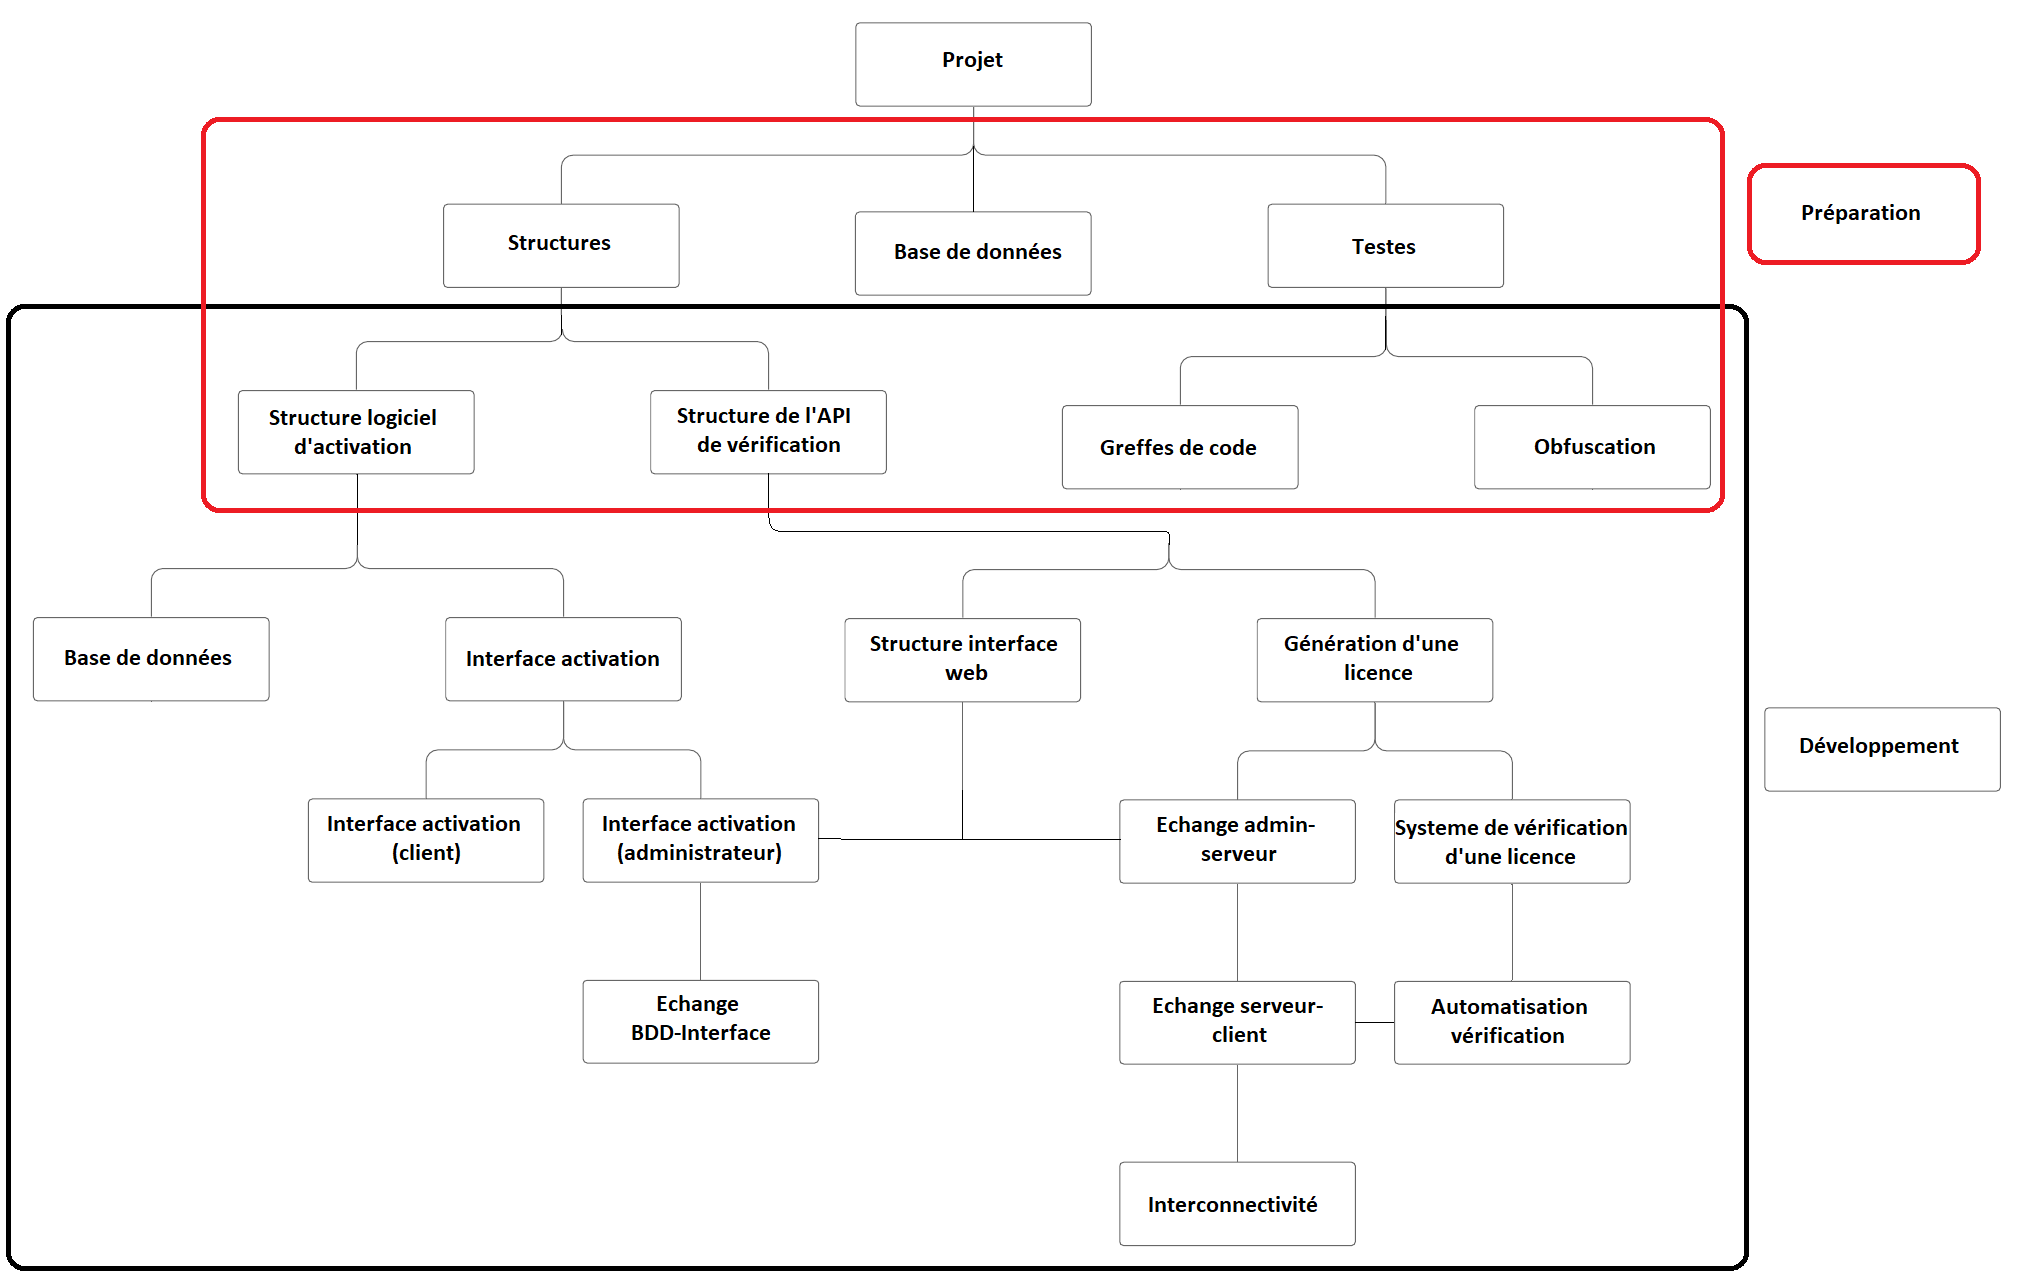 Projet
Préparation
Structures
Base de données
Testes
Structure logiciel
d'activation
Structure de l'API
de vérification
Greffes de code
Obfuscation
Base de données
Interface activation
Structure interface
web
Génération d'une
licence
Développement
Interface activation
(client)
Interface activation
(administrateur)
Echange admin-
serveur
Systeme de vérification
d'une licence
Echange
BDD-Interface
Echange serveur-
client
Automatisation
vérification
Interconnectivité